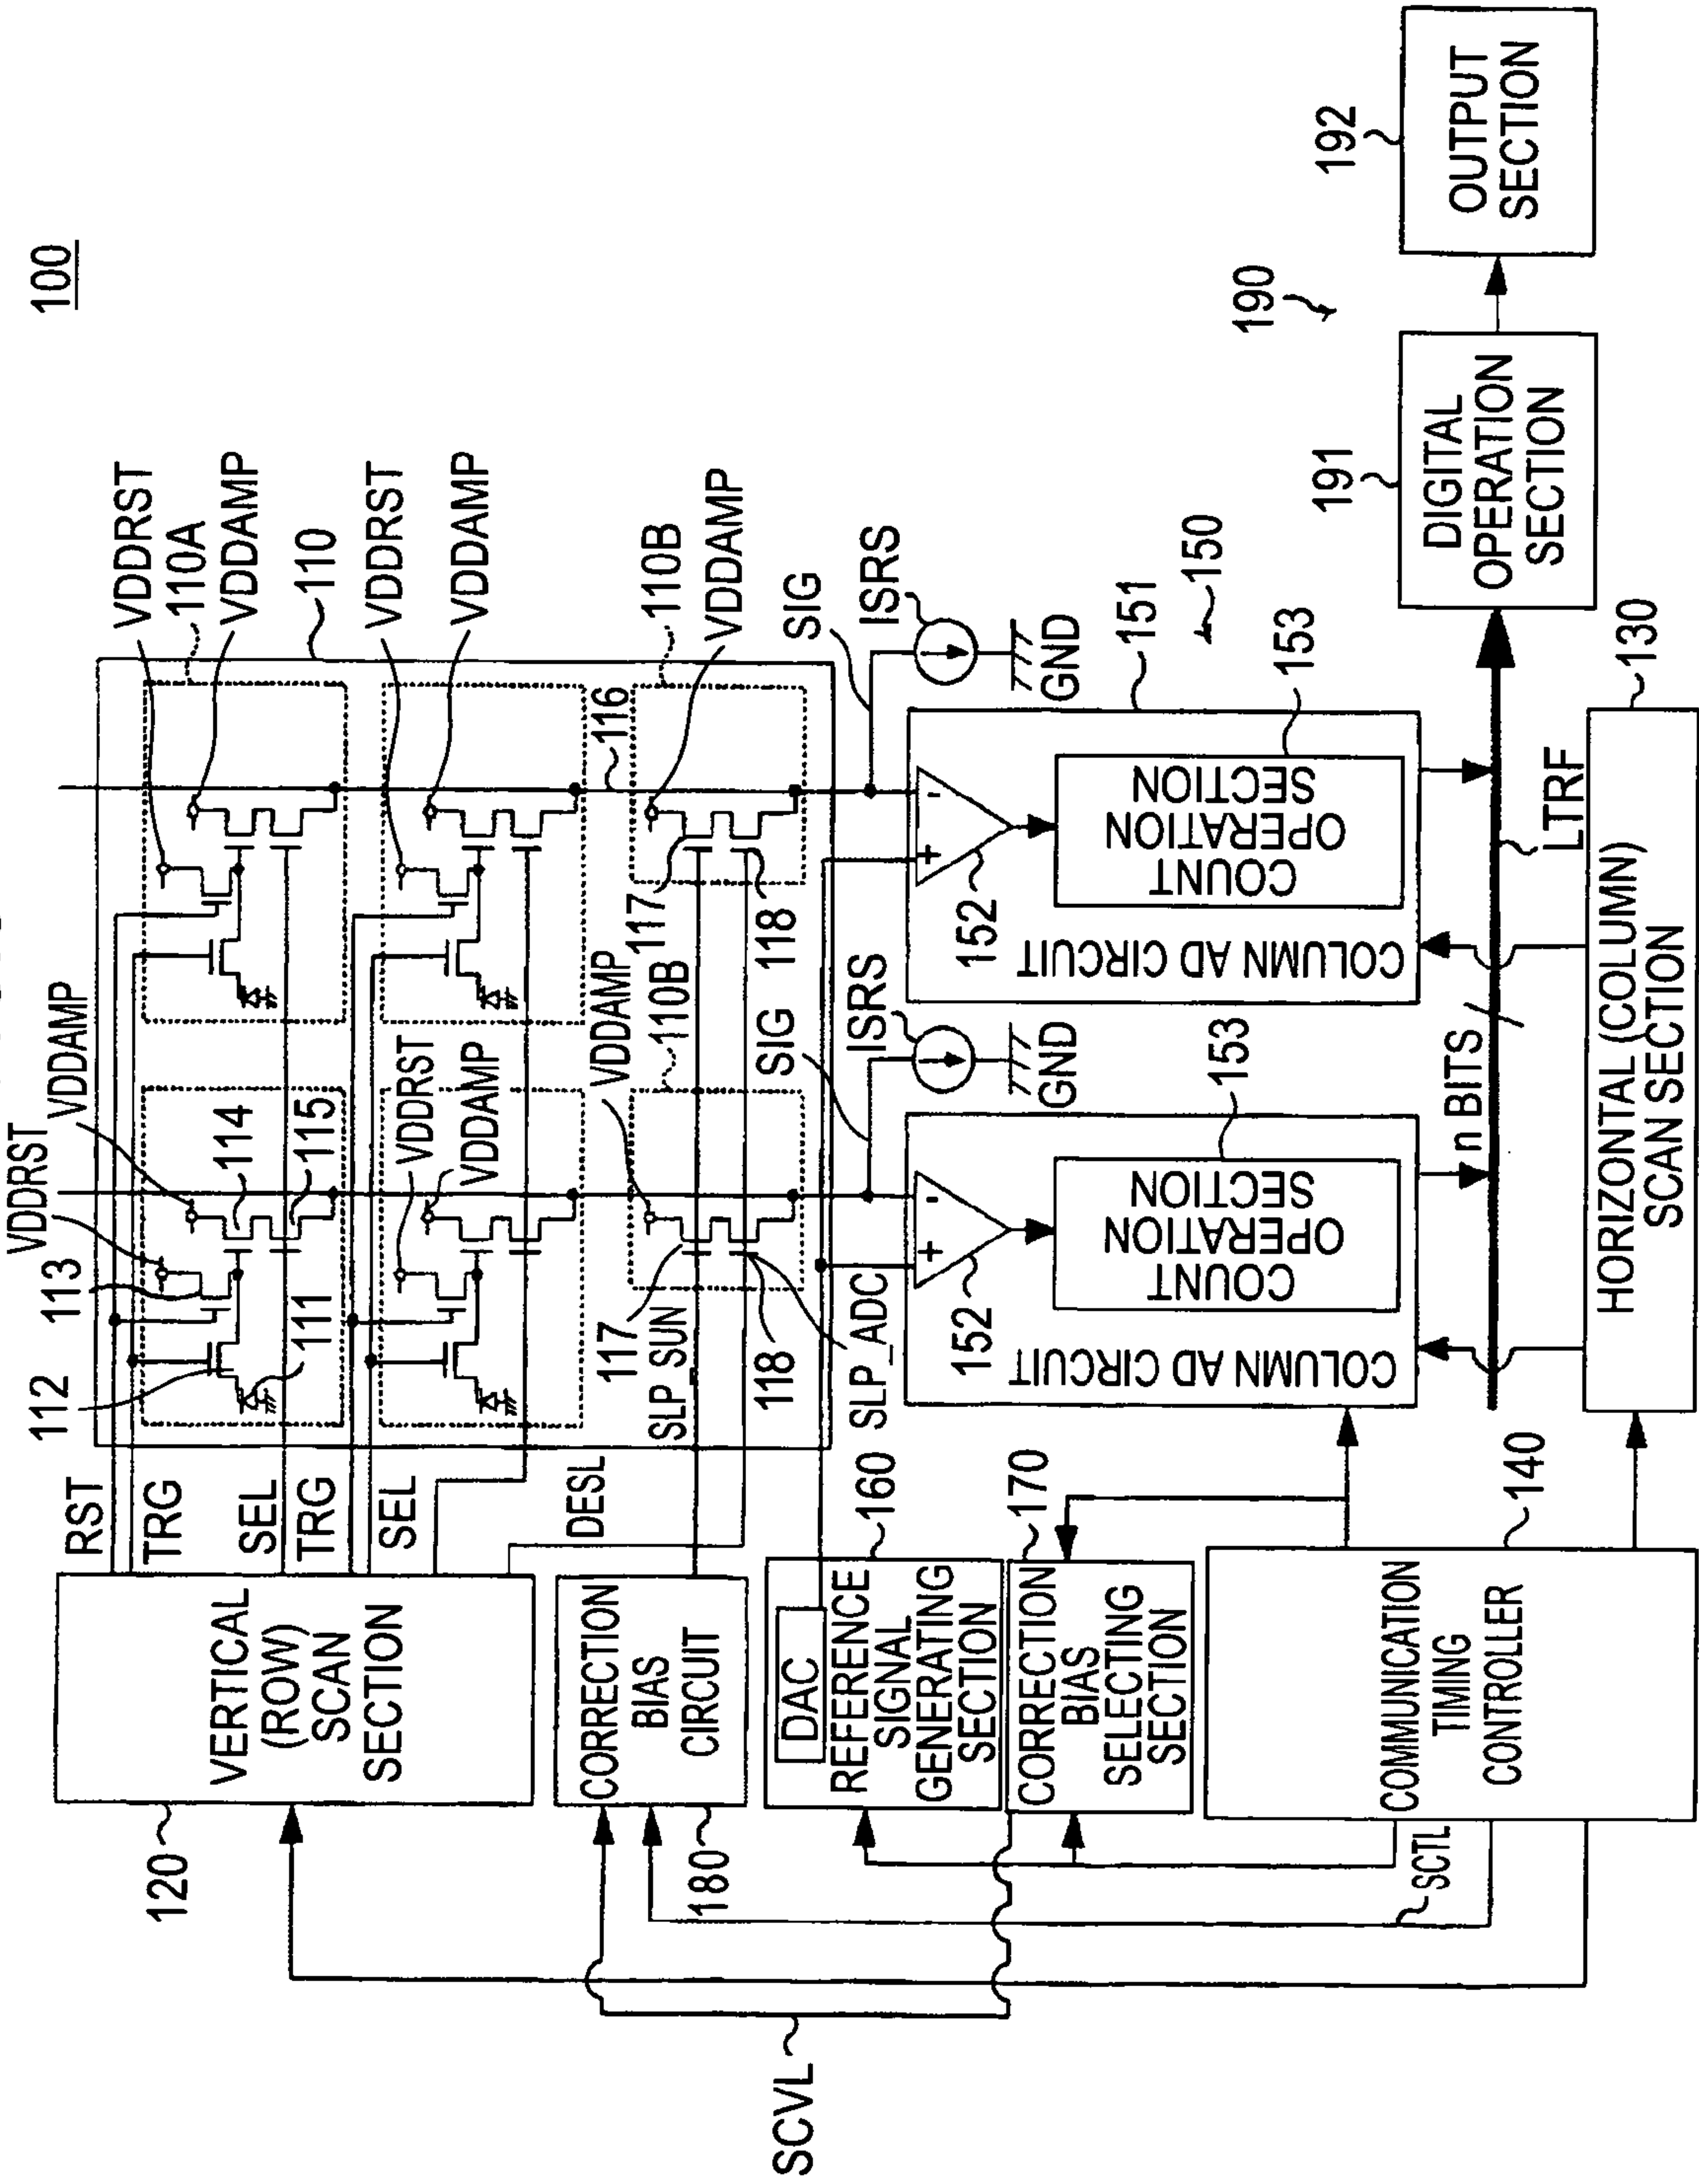 100
VDDRST
VDDAMP
113
112
114
115
111
VDDRST
110A
VDDAMP
110
VDDRST
VDDAMP
VDDRST
VDDAMP
116
VDDAMP
110B
110B
VDDAMP
117
SLP_SUN
118
SLP_ADC
117
118
RST
TRG
SEL
TRG
SEL
DESL
VERTICAL
(ROW)
SCAN
SECTION
120
CORRECTION
BIAS
CIRCUIT
180
DAC
REFERENCE
SIGNAL
GENERATING
SECTION
160
CORRECTION
BIAS
SELECTING
SECTION
170
COMMUNICATION
TIMING
CONTROLLER
140
SCTL
SCVL
SIG
ISRS
GND
SIG
ISRS
GND
+
-
152
COUNT
OPERATION
SECTION
153
COLUMN AD CIRCUIT
+
-
152
COUNT
OPERATION
SECTION
153
COLUMN AD CIRCUIT
151
150
n BITS
LTRF
HORIZONTAL (COLUMN)
SCAN SECTION
130
DIGITAL
OPERATION
SECTION
191
190
OUTPUT
SECTION
192